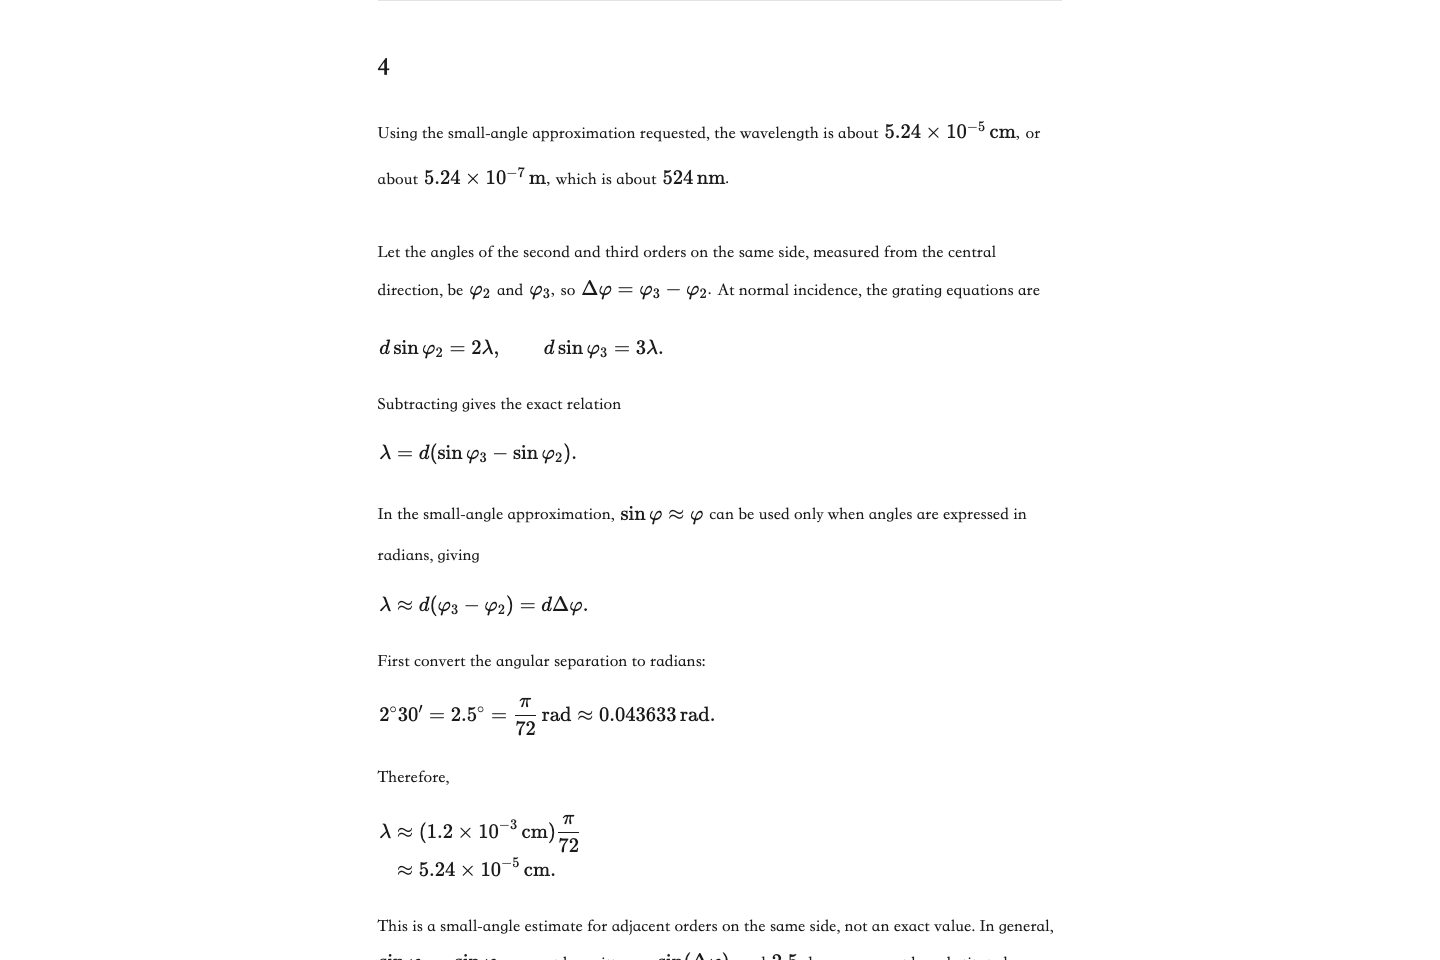 4
Using the small-angle approximation requested, the wavelength is about 5.24 × 10⁻⁵ cm, or
about 5.24 × 10⁻⁷ m, which is about 524 nm.
Let the angles of the second and third orders on the same side, measured from the central
direction, be φ₂ and φ₃, so Δφ = φ₃ − φ₂. At normal incidence, the grating equations are
d sin φ₂ = 2λ, d sin φ₃ = 3λ.
Subtracting gives the exact relation
λ = d(sin φ₃ − sin φ₂).
In the small-angle approximation, sin φ ≈ φ can be used only when angles are expressed in
radians, giving
λ ≈ d(φ₃ − φ₂) = dΔφ.
First convert the angular separation to radians:
2°30′ = 2.5° = π/72 rad ≈ 0.043633 rad.
Therefore,
λ ≈ (1.2 × 10⁻³ cm) π/72
≈ 5.24 × 10⁻⁵ cm.
This is a small-angle estimate for adjacent orders on the same side, not an exact value. In general,